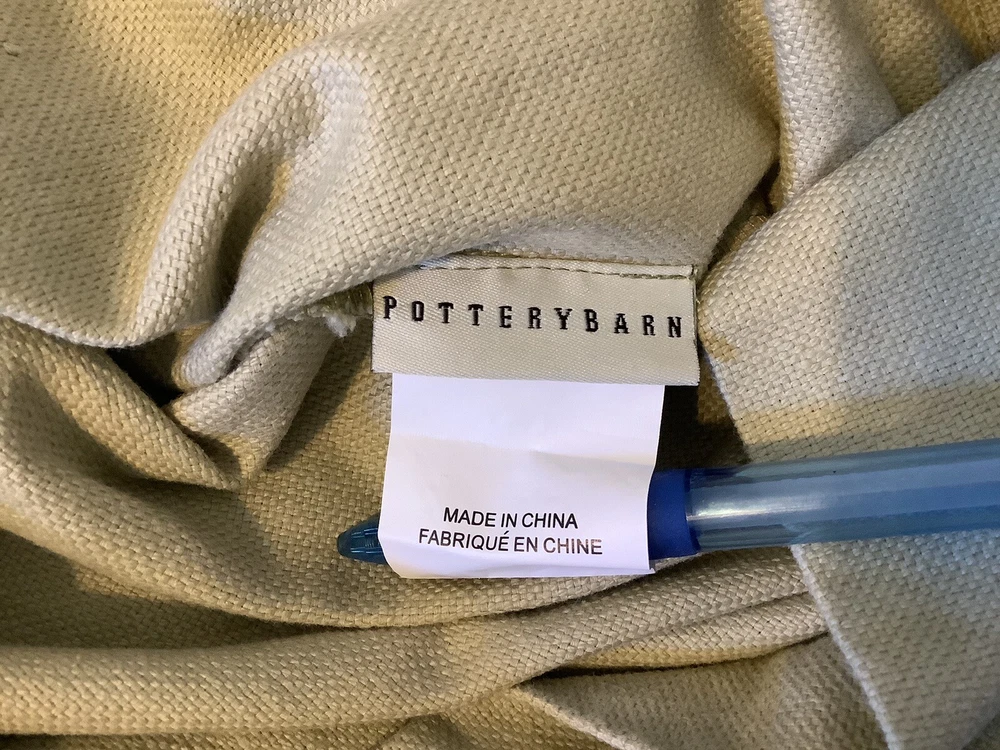 POTTERYBARN
MADE IN CHINA
FABRIQUÉ EN CHINE